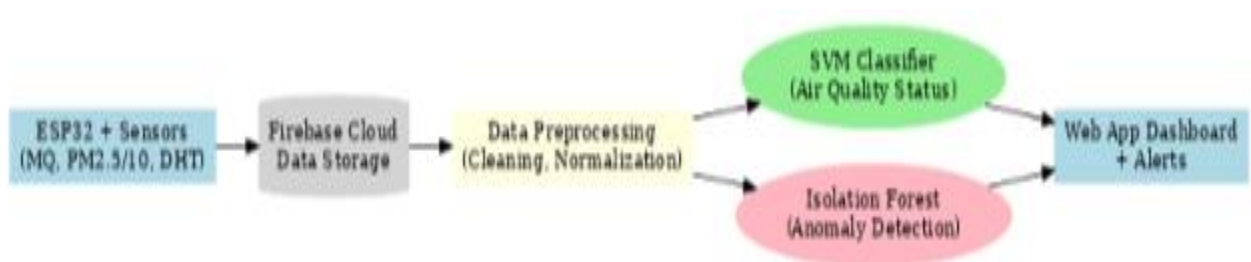 ESP32 + Sensors
(MQ, PM2.5/10, DHT)
Firebase Cloud
Data Storage
Data Preprocessing
(Cleaning, Normalization)
SVM Classifier
(Air Quality Status)
Isolation Forest
(Anomaly Detection)
Web App Dashboard
+ Alerts